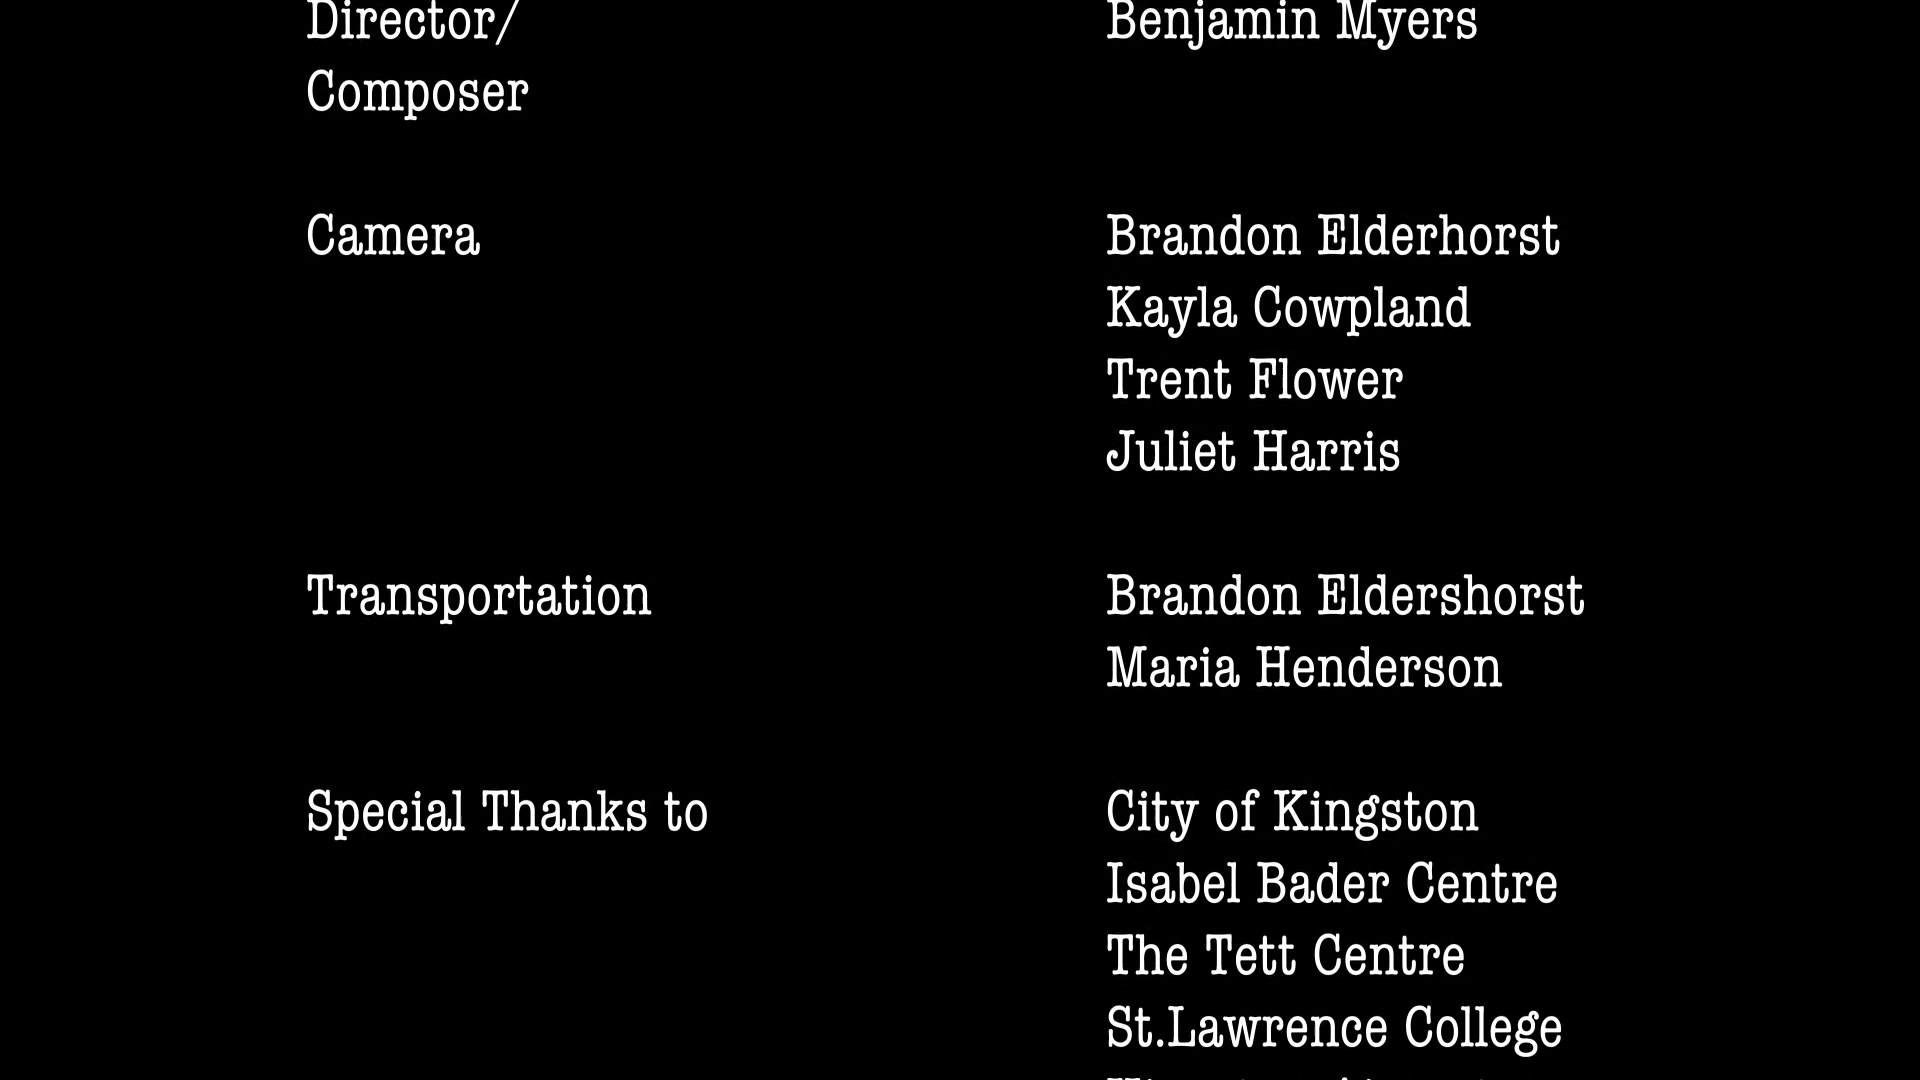 Director/ Benjamin Myers
Composer
Camera Brandon Elderhorst
Kayla Cowpland
Trent Flower
Juliet Harris
Transportation Brandon Eldershorst
Maria Henderson
Special Thanks to City of Kingston
Isabel Bader Centre
The Tett Centre
St.Lawrence College